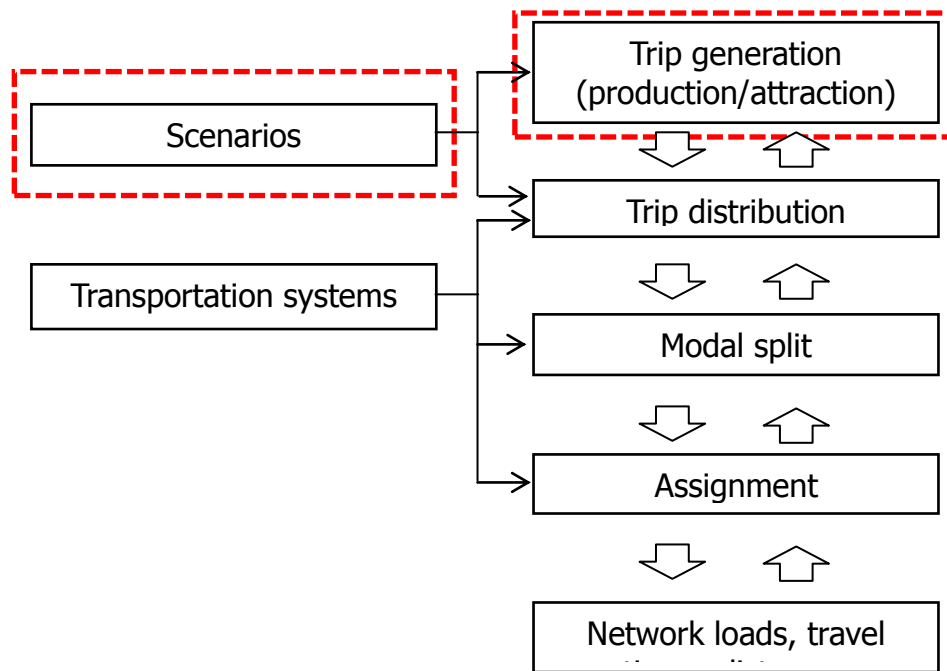 Trip generation
(production/attraction)
Scenarios
Trip distribution
Transportation systems
Modal split
Assignment
Network loads, travel